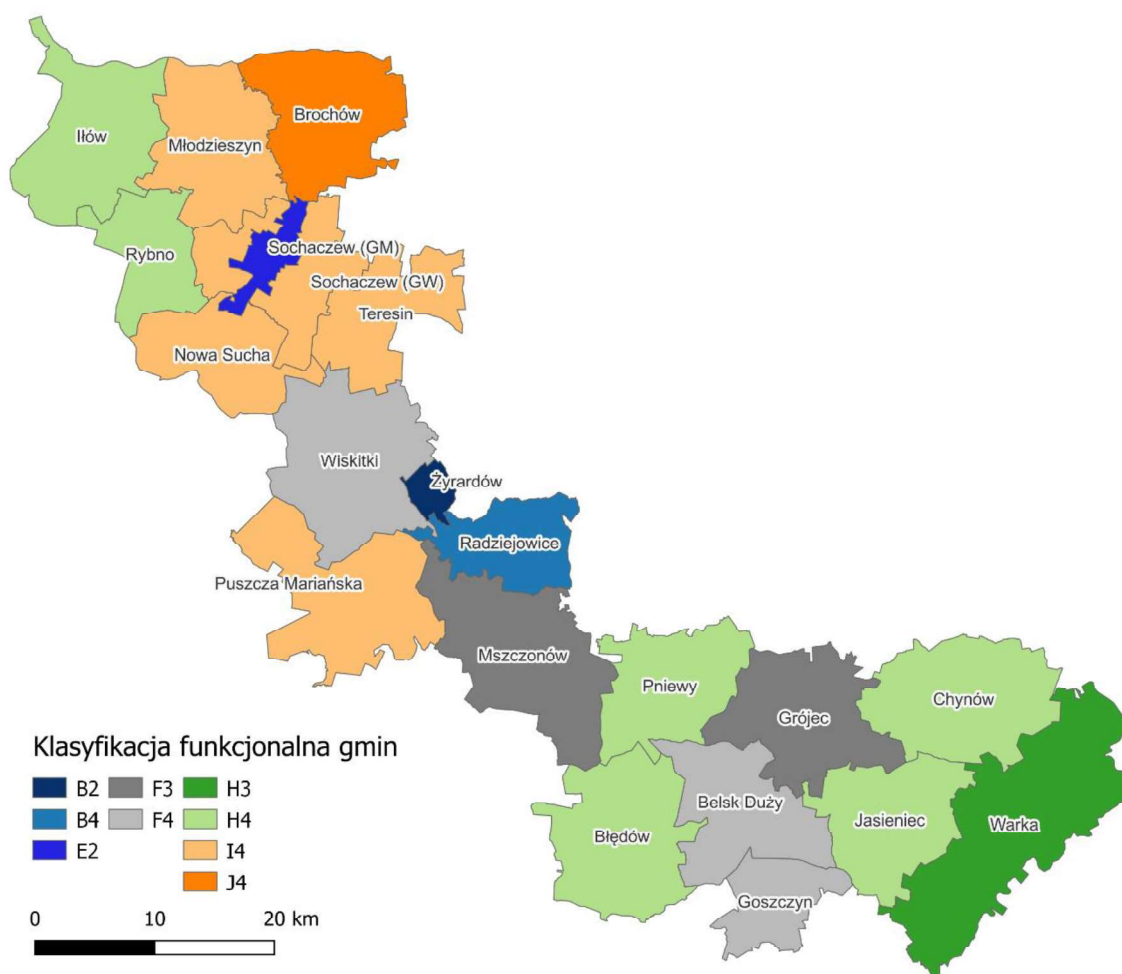 Brochów
Iłów
Młodzieszyn
Rybno
Sochaczew (GM)
Sochaczew (GW)
Teresin
Nowa Sucha
Wiskitki
Żyrardów
Radziejowice
Puszcza Mariańska
Mszczonów
Pniewy
Grójec
Chynów
Belsk Duży
Jasieniec
Warka
Błędów
Goszczyn
Klasyfikacja funkcjonalna gmin
B2 F3 H3
B4 F4 H4
E2 I4
J4
0 10 20 km